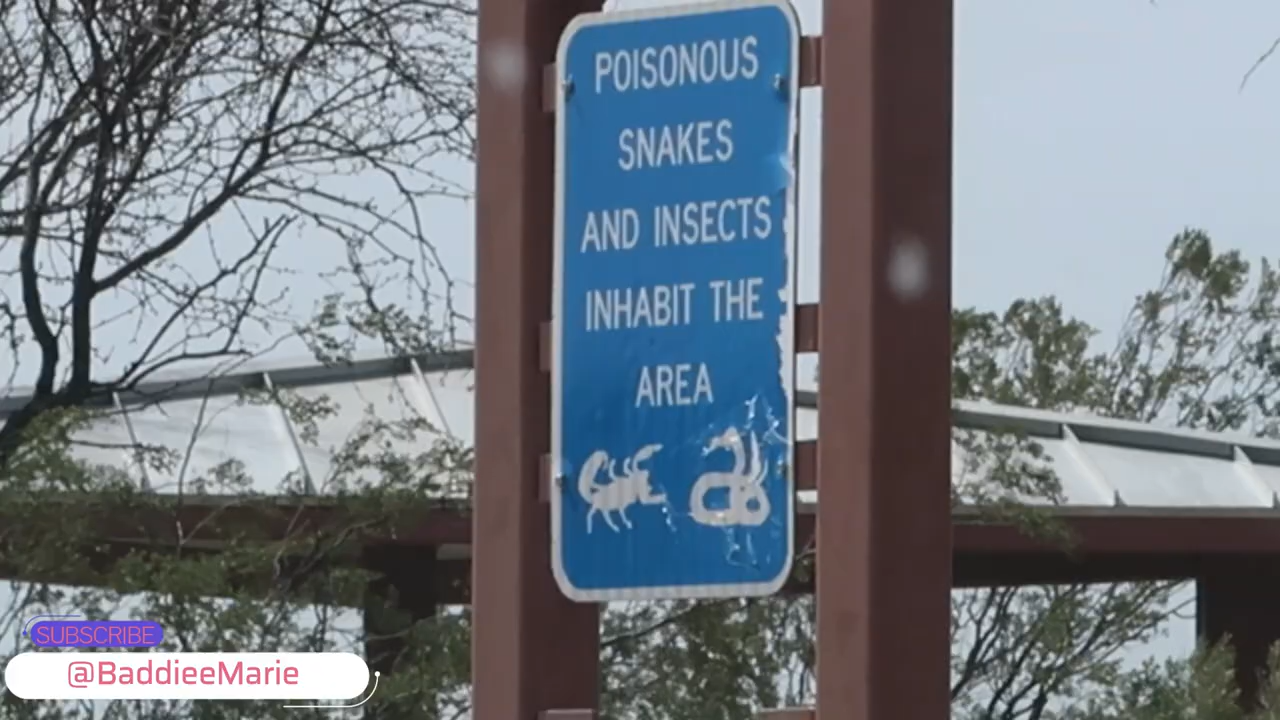 POISONOUS
SNAKES
AND INSECTS
INHABIT THE
AREA
SUBSCRIBE
@BaddieeMarie